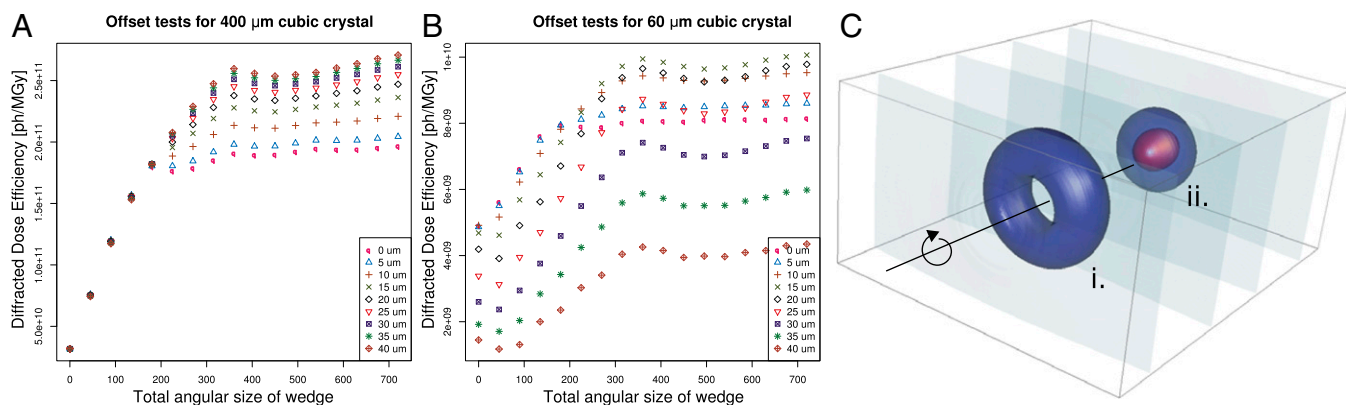 A
Offset tests for 400 µm cubic crystal
Diffracted Dose Efficiency [ph/MGy]
5.0e+10
1.0e+11
1.5e+11
2.0e+11
2.5e+11
0 um
5 um
10 um
15 um
20 um
25 um
30 um
35 um
40 um
0 100 200 300 400 500 600 700
Total angular size of wedge
B
Offset tests for 60 µm cubic crystal
Diffracted Dose Efficiency [ph/MGy]
2e+09
4e+09
6e+09
8e+09
1e+10
0 um
5 um
10 um
15 um
20 um
25 um
30 um
35 um
40 um
0 100 200 300 400 500 600 700
Total angular size of wedge
C
ii.
i.